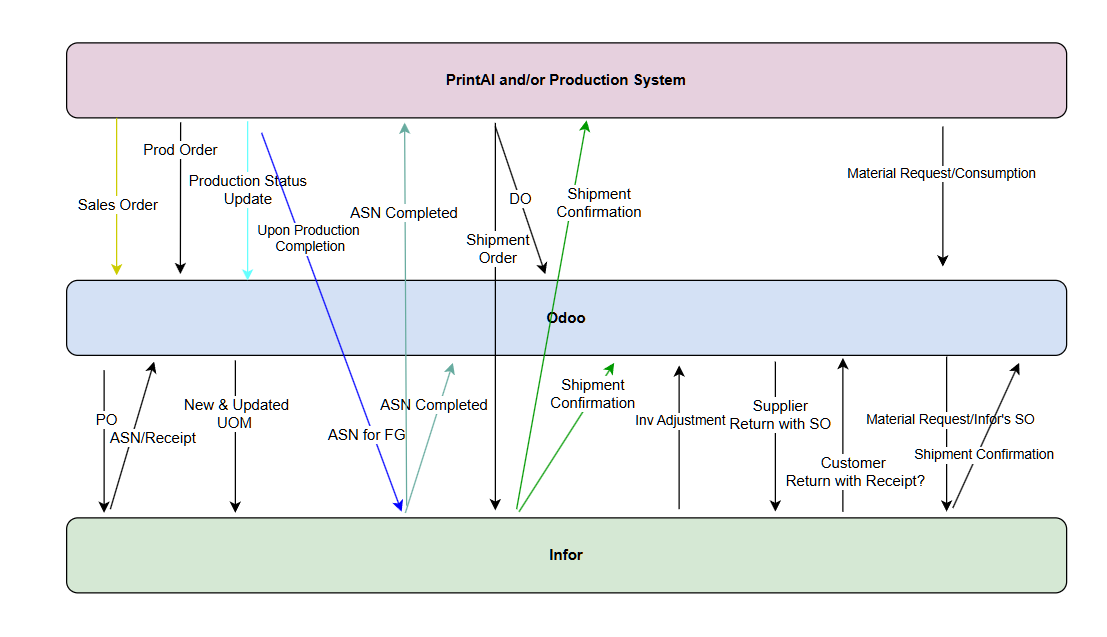 PrintAI and/or Production System
Prod Order
Material Request/Consumption
Production Status
Update
Sales Order
ASN Completed
DO
Shipment
Confirmation
Upon Production
Completion
Shipment
Order
Odoo
PO
ASN/Receipt
New & Updated
UOM
ASN Completed
ASN for FG
Shipment
Confirmation
Inv Adjustment
Supplier
Return with SO
Customer
Return with Receipt?
Material Request/Infor's SO
Shipment Confirmation
Infor